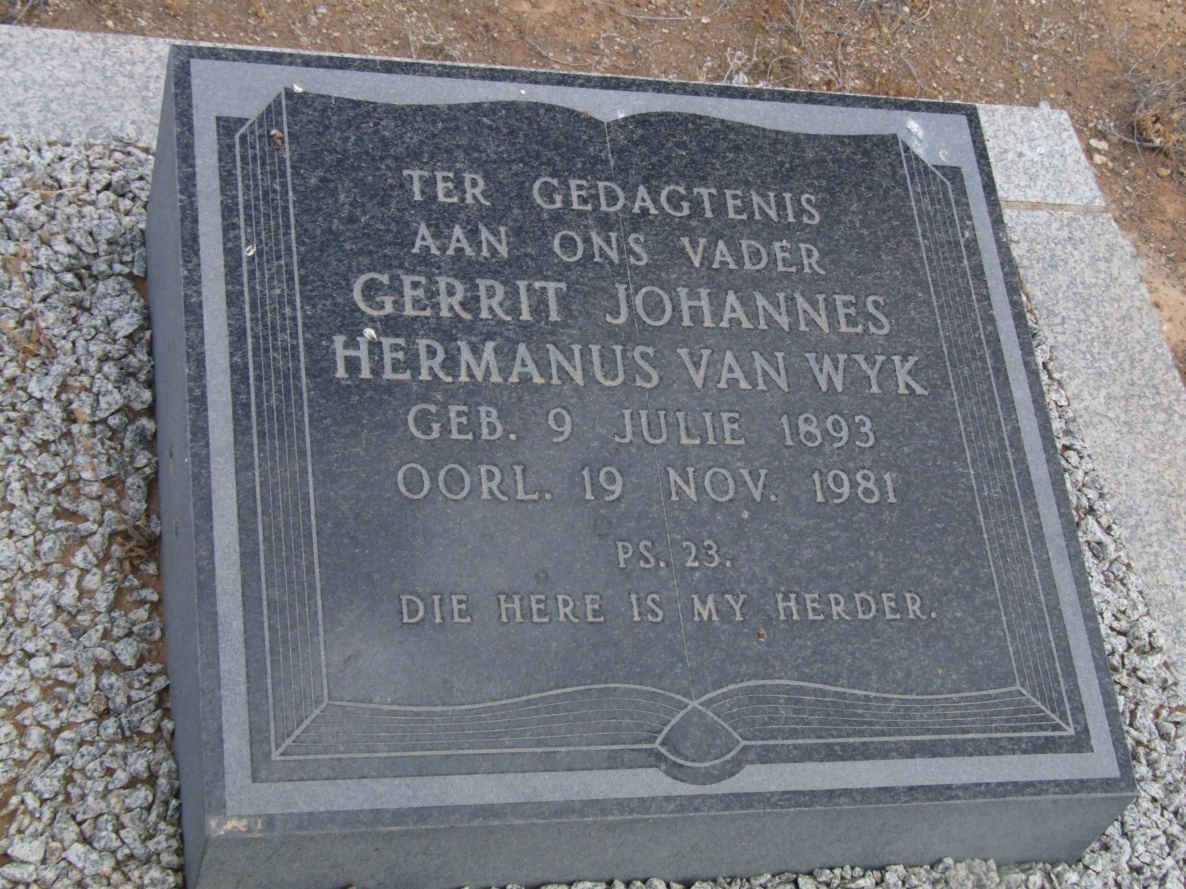 TER GEDAGTENIS
AAN ONS VADER
GERRIT JOHANNES
HERMANUS VAN WYK
GEB. 9 JULIE 1893
OORL. 19 NOV. 1981
PS. 23.
DIE HERE IS MY HERDER.